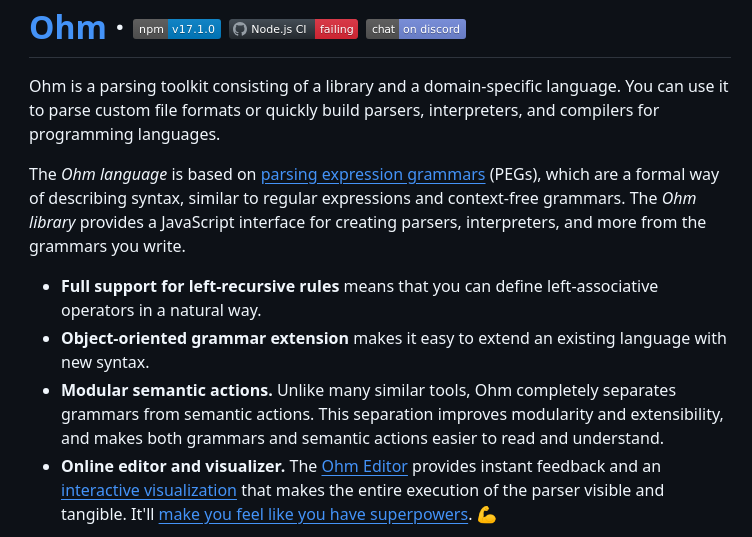 Ohm • npm v17.1.0 Node.js CI failing chat on discord
Ohm is a parsing toolkit consisting of a library and a domain-specific language. You can use it
to parse custom file formats or quickly build parsers, interpreters, and compilers for
programming languages.
The Ohm language is based on parsing expression grammars (PEGs), which are a formal way
of describing syntax, similar to regular expressions and context-free grammars. The Ohm
library provides a JavaScript interface for creating parsers, interpreters, and more from the
grammars you write.
• Full support for left-recursive rules means that you can define left-associative
operators in a natural way.
• Object-oriented grammar extension makes it easy to extend an existing language with
new syntax.
• Modular semantic actions. Unlike many similar tools, Ohm completely separates
grammars from semantic actions. This separation improves modularity and extensibility,
and makes both grammars and semantic actions easier to read and understand.
• Online editor and visualizer. The Ohm Editor provides instant feedback and an
interactive visualization that makes the entire execution of the parser visible and
tangible. It'll make you feel like you have superpowers. 💪